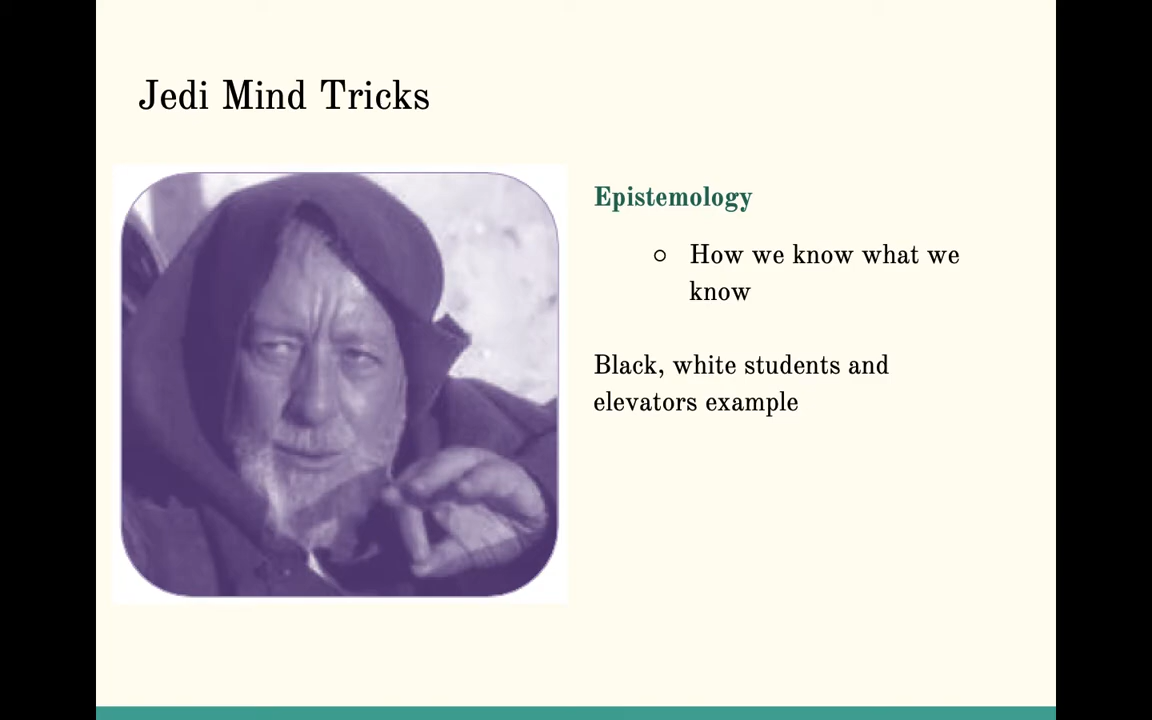 Jedi Mind Tricks
Epistemology
○ How we know what we
know
Black, white students and
elevators example